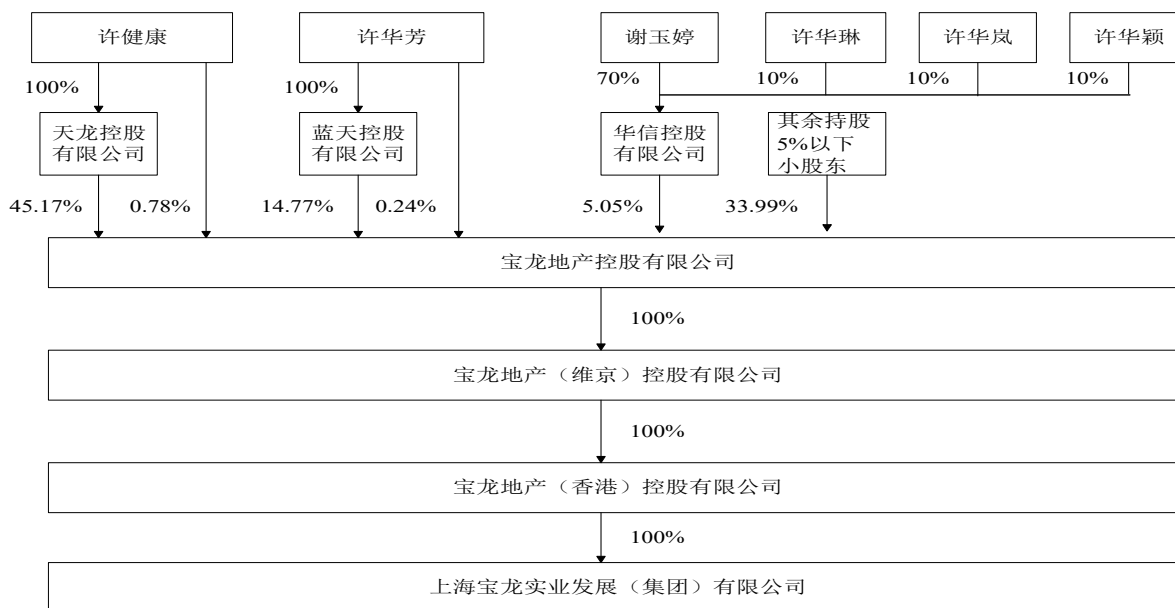 许健康
许华芳
谢玉婷
许华琳
许华岚
许华颖
100%
100%
70%
10%
10%
10%
天龙控股
有限公司
蓝天控股
有限公司
华信控股
有限公司
其余持股
5%以下
小股东
45.17%
0.78%
14.77%
0.24%
5.05%
33.99%
宝龙地产控股有限公司
100%
宝龙地产（维京）控股有限公司
100%
宝龙地产（香港）控股有限公司
100%
上海宝龙实业发展（集团）有限公司